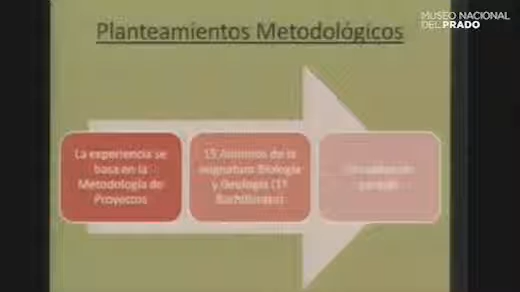 MUSEO NACIONAL
DEL PRADO
Planteamientos Metodológicos
La experiencia se
basa en la
Metodología de
Proyectos
15 Alumnos de la
asignatura Biología
y Geología (1º
Bachillerato)